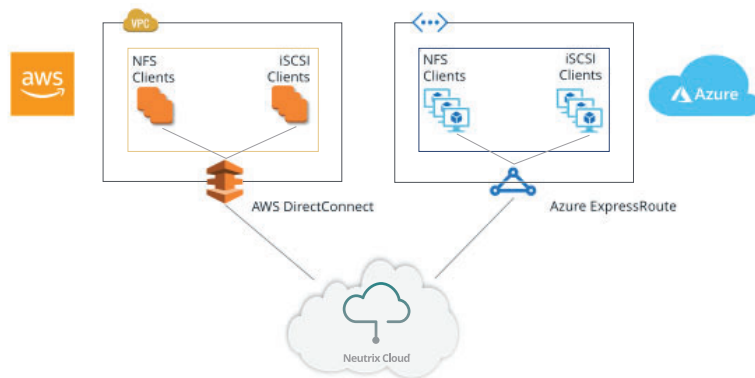 VPC
aws
NFS
Clients
iSCSI
Clients
NFS
Clients
iSCSI
Clients
Azure
AWS DirectConnect
Azure ExpressRoute
Neutrix Cloud